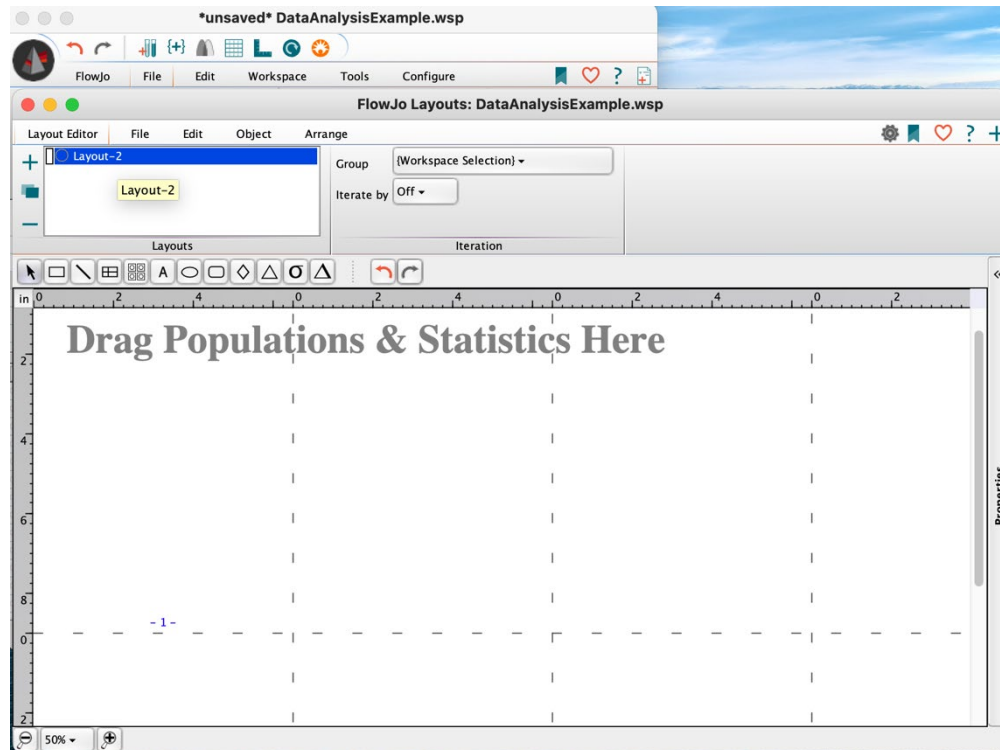 *unsaved* DataAnalysisExample.wsp
{+}
FlowJo File Edit Workspace Tools Configure ?
FlowJo Layouts: DataAnalysisExample.wsp
Layout Editor File Edit Object Arrange ? +
+ Layout-2
Layout-2
Layouts
Group {Workspace Selection}
Iterate by Off
Iteration
A σ Δ
in 0 2 4 0 2 4 0 2 4 0 2
Drag Populations & Statistics Here
2
4
6
8
- 1 -
0
2
50%
Properties